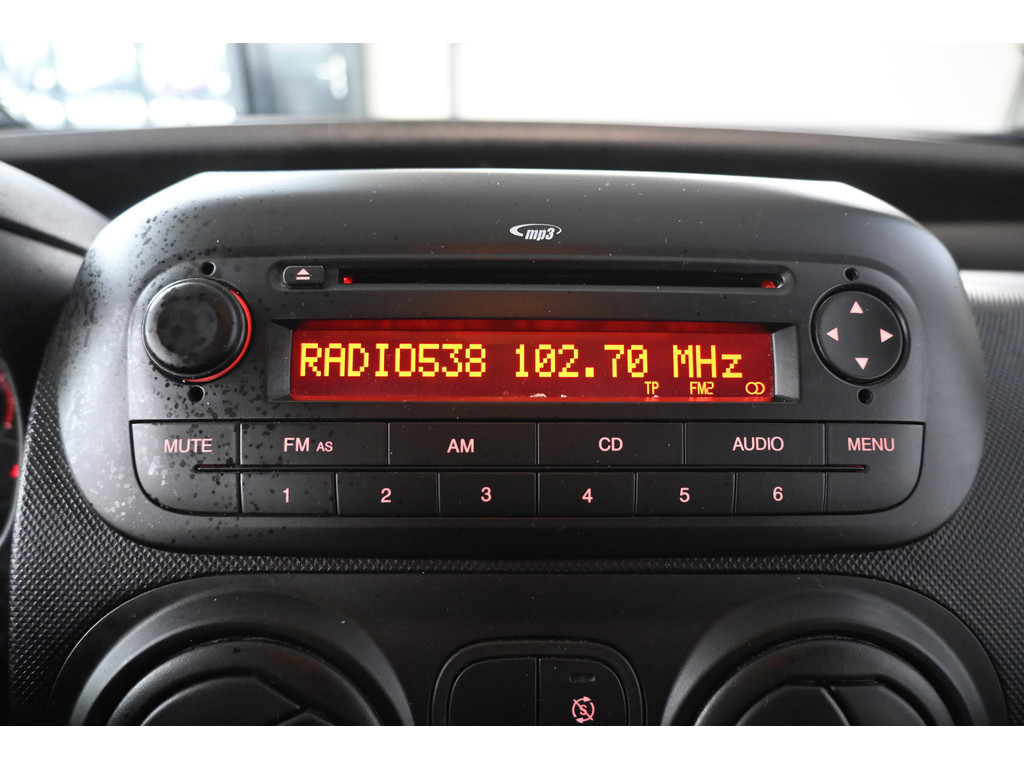 mp3
RADIO538 102.70 MHz
TP FM2
MUTE FM AS AM CD AUDIO MENU
1 2 3 4 5 6
S